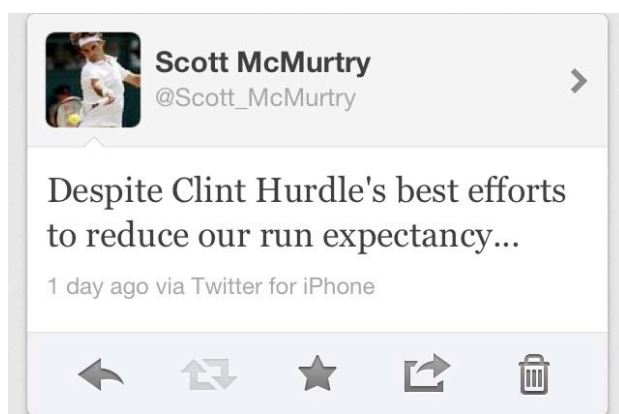 Scott McMurtry
@Scott_McMurtry
Despite Clint Hurdle's best efforts
to reduce our run expectancy...
1 day ago via Twitter for iPhone